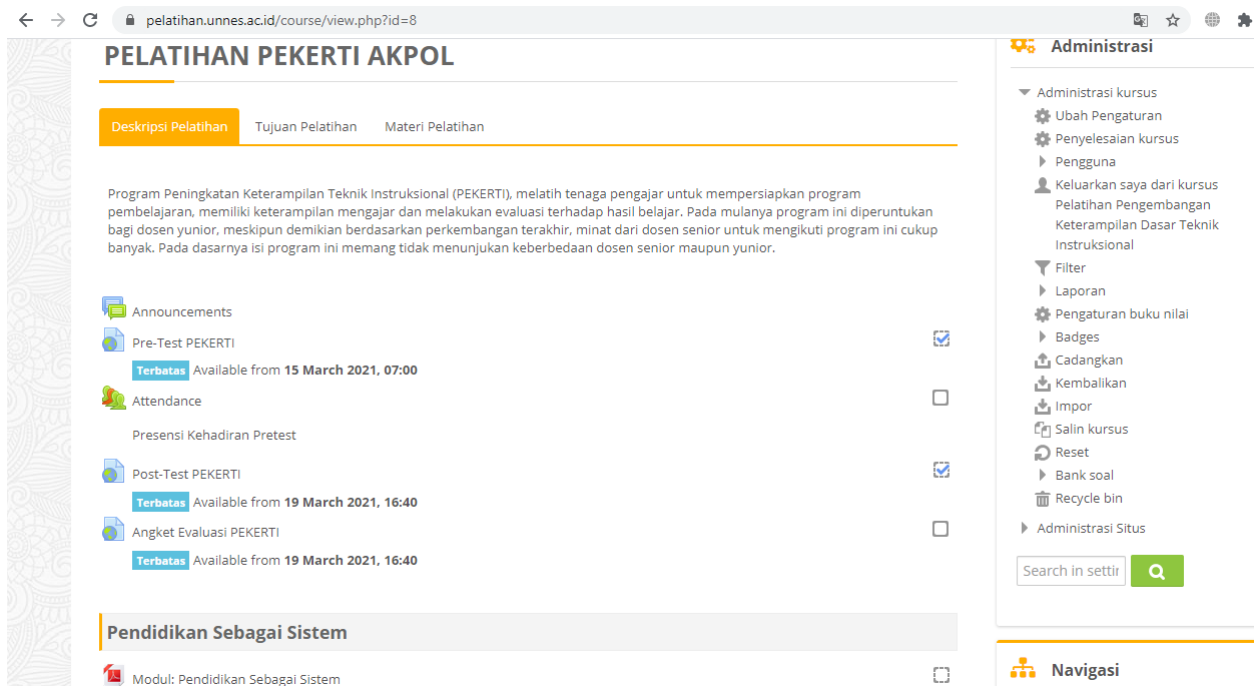 pelatihan.unnes.ac.id/course/view.php?id=8
PELATIHAN PEKERTI AKPOL
Deskripsi Pelatihan
Tujuan Pelatihan
Materi Pelatihan
Program Peningkatan Keterampilan Teknik Instruksional (PEKERTI), melatih tenaga pengajar untuk mempersiapkan program
pembelajaran, memiliki keterampilan mengajar dan melakukan evaluasi terhadap hasil belajar. Pada mulanya program ini diperuntukan
bagi dosen yunior, meskipun demikian berdasarkan perkembangan terakhir, minat dari dosen senior untuk mengikuti program ini cukup
banyak. Pada dasarnya isi program ini memang tidak menunjukan keberbedaan dosen senior maupun yunior.
Announcements
Pre-Test PEKERTI
Terbatas Available from 15 March 2021, 07:00
Attendance
Presensi Kehadiran Pretest
Post-Test PEKERTI
Terbatas Available from 19 March 2021, 16:40
Angket Evaluasi PEKERTI
Terbatas Available from 19 March 2021, 16:40
Pendidikan Sebagai Sistem
Modul: Pendidikan Sebagai Sistem
Administrasi
Administrasi kursus
Ubah Pengaturan
Penyelesaian kursus
Pengguna
Keluarkan saya dari kursus
Pelatihan Pengembangan
Keterampilan Dasar Teknik
Instruksional
Filter
Laporan
Pengaturan buku nilai
Badges
Cadangkan
Kembalikan
Impor
Salin kursus
Reset
Bank soal
Recycle bin
Administrasi Situs
Search in settir
Navigasi